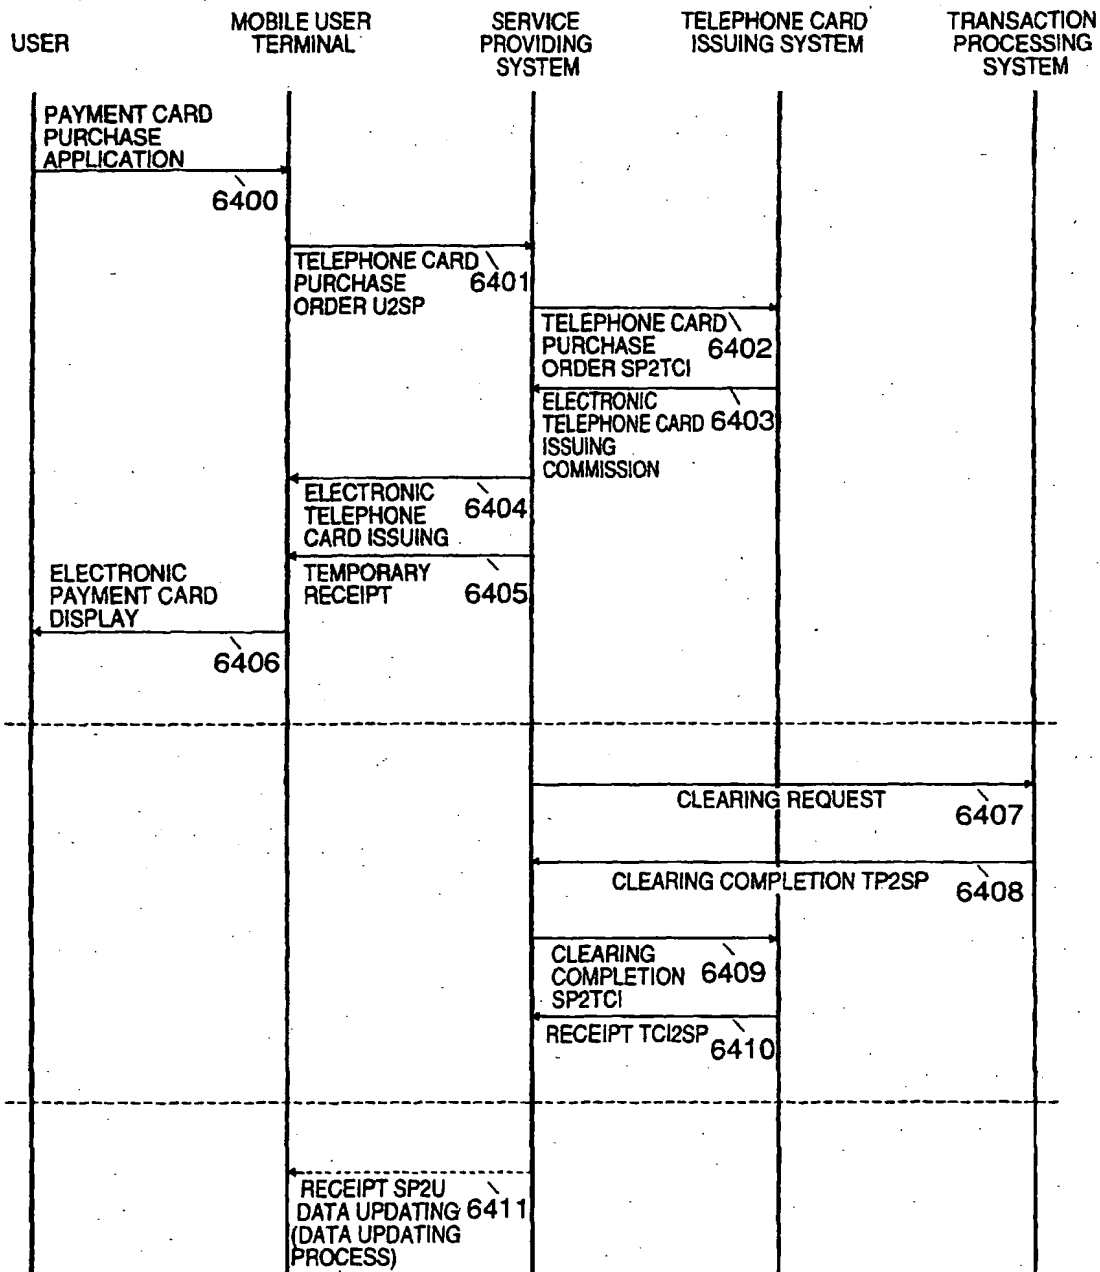 USER
MOBILE USER
TERMINAL
SERVICE
PROVIDING
SYSTEM
TELEPHONE CARD
ISSUING SYSTEM
TRANSACTION
PROCESSING
SYSTEM
PAYMENT CARD
PURCHASE
APPLICATION
6400
TELEPHONE CARD
PURCHASE
ORDER U2SP
6401
TELEPHONE CARD
PURCHASE
ORDER SP2TCI
6402
ELECTRONIC
TELEPHONE CARD
ISSUING
COMMISSION
6403
ELECTRONIC
TELEPHONE
CARD ISSUING
6404
TEMPORARY
RECEIPT
6405
ELECTRONIC
PAYMENT CARD
DISPLAY
6406
CLEARING REQUEST
6407
CLEARING COMPLETION TP2SP
6408
CLEARING
COMPLETION
SP2TCI
6409
RECEIPT TCI2SP
6410
RECEIPT SP2U
DATA UPDATING
(DATA UPDATING
PROCESS)
6411